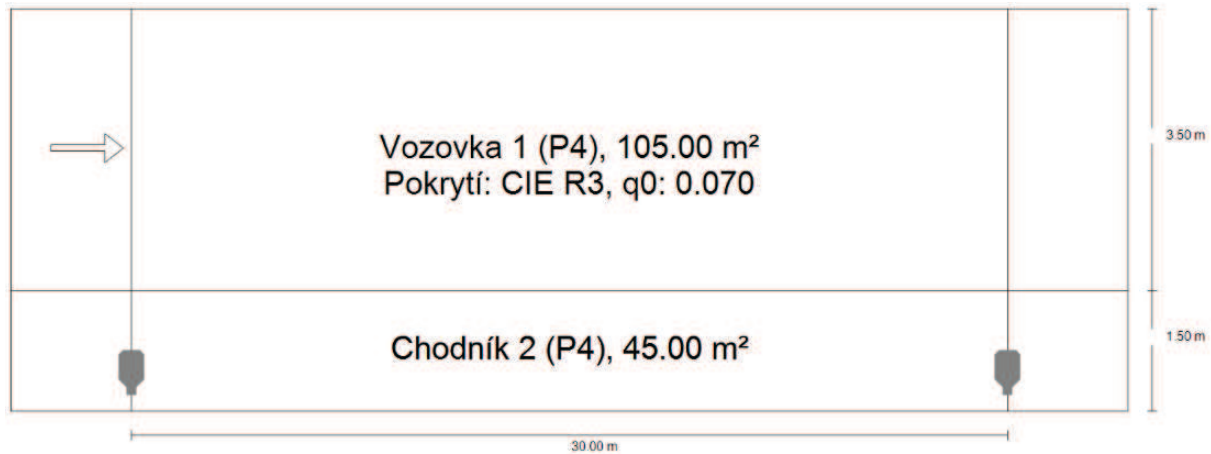 Vozovka 1 (P4), 105.00 m²
Pokrytí: CIE R3, q0: 0.070
3.50 m
Chodník 2 (P4), 45.00 m²
1.50 m
30.00 m